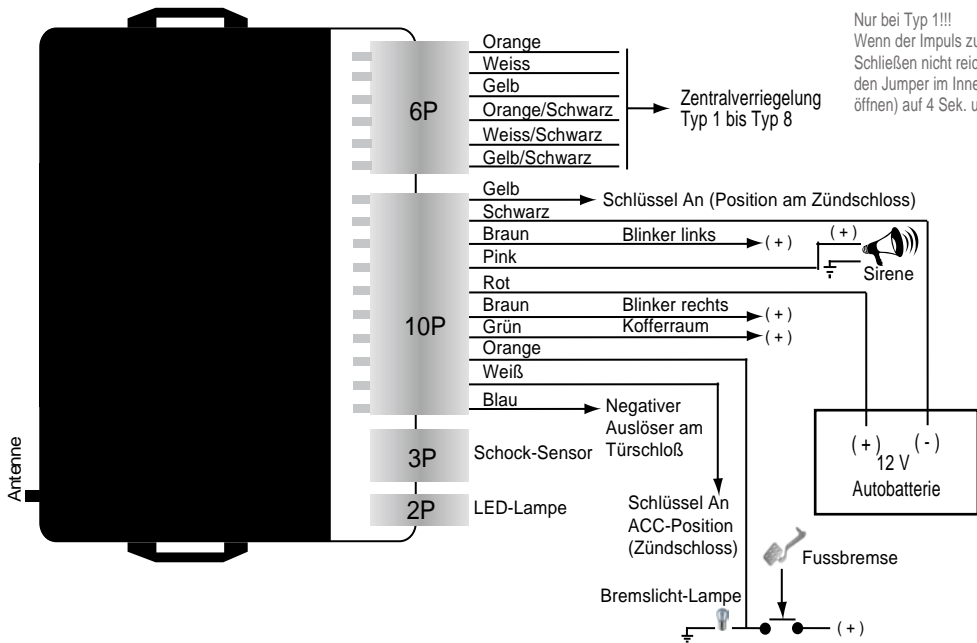 Nur bei Typ 1!!!
Wenn der Impuls zu
Schließen nicht
den Jumper im
öffnen) auf 4 Sek.
Orange
Weiss
Gelb
Orange/Schwarz
Weiss/Schwarz
Gelb/Schwarz
6P
Zentralverriegelung
Typ 1 bis Typ 8
Gelb
Schlüssel An (Position am Zündschloss)
Schwarz
Braun
Blinker links
(+)
(+)
Pink
Sirene
Rot
Braun
Blinker rechts
(+)
10P
Grün
Kofferraum
(+)
Orange
Weiß
Blau
Negativer
Auslöser am
Türschloß
(+)
(-)
12 V
Autobatterie
3P
Schock-Sensor
2P
LED-Lampe
Antenne
Schlüssel An
ACC-Position
(Zündschloss)
Fussbremse
Bremslicht-Lampe
(+)